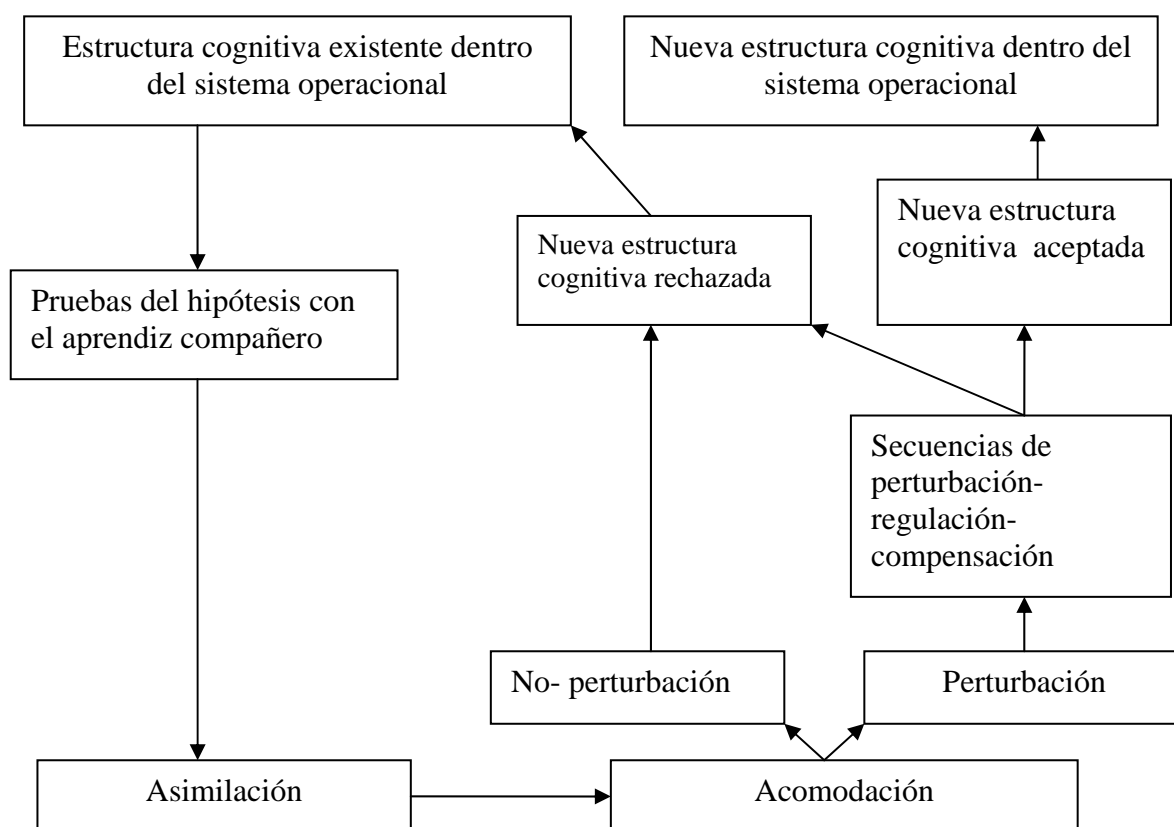 Estructura cognitiva existente dentro
del sistema operacional
Nueva estructura cognitiva dentro del
sistema operacional
Nueva estructura
cognitiva aceptada
Nueva estructura
cognitiva rechazada
Pruebas del hipótesis con
el aprendiz compañero
Secuencias de
perturbación-
regulación-
compensación
No- perturbación
Perturbación
Asimilación
Acomodación